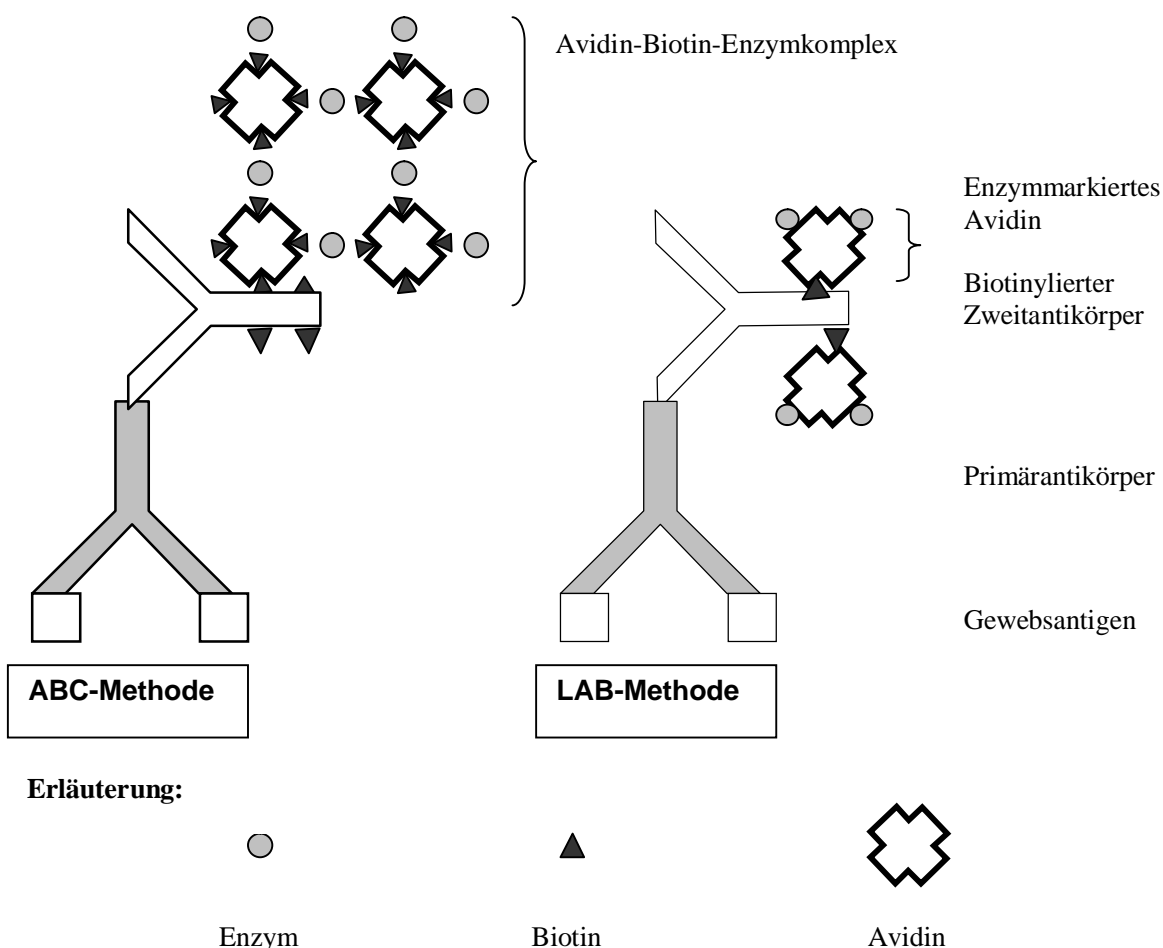 Avidin-Biotin-Enzymkomplex
Enzymmarkiertes
Avidin
Biotinylierter
Zweitantikörper
Primärantikörper
Gewebsantigen
ABC-Methode
LAB-Methode
Erläuterung:
Enzym
Biotin
Avidin